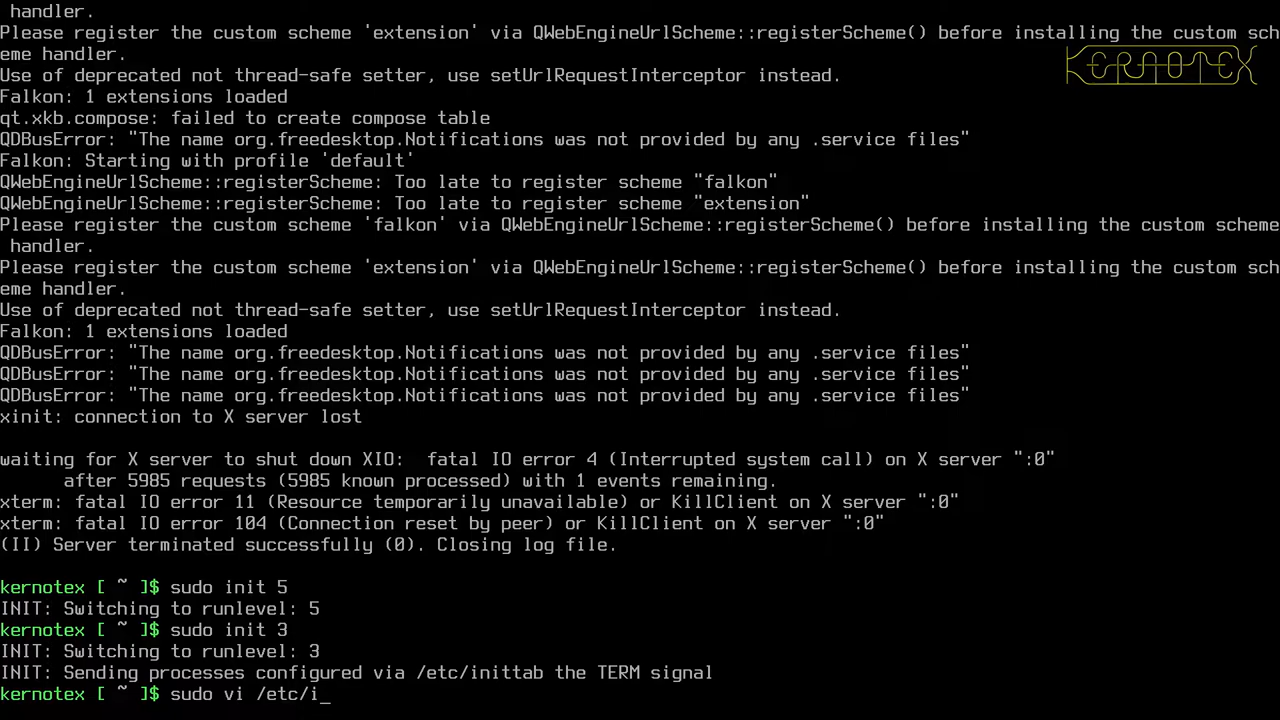 handler.
Please register the custom scheme 'extension' via QWebEngineUrlScheme::registerScheme() before installing the custom sch
eme handler.
KERNOTEX
Use of deprecated not thread-safe setter, use setUrlRequestInterceptor instead.
Falkon: 1 extensions loaded
qt.xkb.compose: failed to create compose table
QDBusError: "The name org.freedesktop.Notifications was not provided by any .service files"
Falkon: Starting with profile 'default'
QWebEngineUrlScheme::registerScheme: Too late to register scheme "falkon"
QWebEngineUrlScheme::registerScheme: Too late to register scheme "extension"
Please register the custom scheme 'falkon' via QWebEngineUrlScheme::registerScheme() before installing the custom scheme
 handler.
Please register the custom scheme 'extension' via QWebEngineUrlScheme::registerScheme() before installing the custom sch
eme handler.
Use of deprecated not thread-safe setter, use setUrlRequestInterceptor instead.
Falkon: 1 extensions loaded
QDBusError: "The name org.freedesktop.Notifications was not provided by any .service files"
QDBusError: "The name org.freedesktop.Notifications was not provided by any .service files"
QDBusError: "The name org.freedesktop.Notifications was not provided by any .service files"
xinit: connection to X server lost
waiting for X server to shut down XIO:  fatal IO error 4 (Interrupted system call) on X server ":0"
      after 5985 requests (5985 known processed) with 1 events remaining.
xterm: fatal IO error 11 (Resource temporarily unavailable) or KillClient on X server ":0"
xterm: fatal IO error 104 (Connection reset by peer) or KillClient on X server ":0"
(II) Server terminated successfully (0). Closing log file.
kernotex [ ~ ]$ sudo init 5
INIT: Switching to runlevel: 5
kernotex [ ~ ]$ sudo init 3
INIT: Switching to runlevel: 3
INIT: Sending processes configured via /etc/inittab the TERM signal
kernotex [ ~ ]$ sudo vi /etc/i_